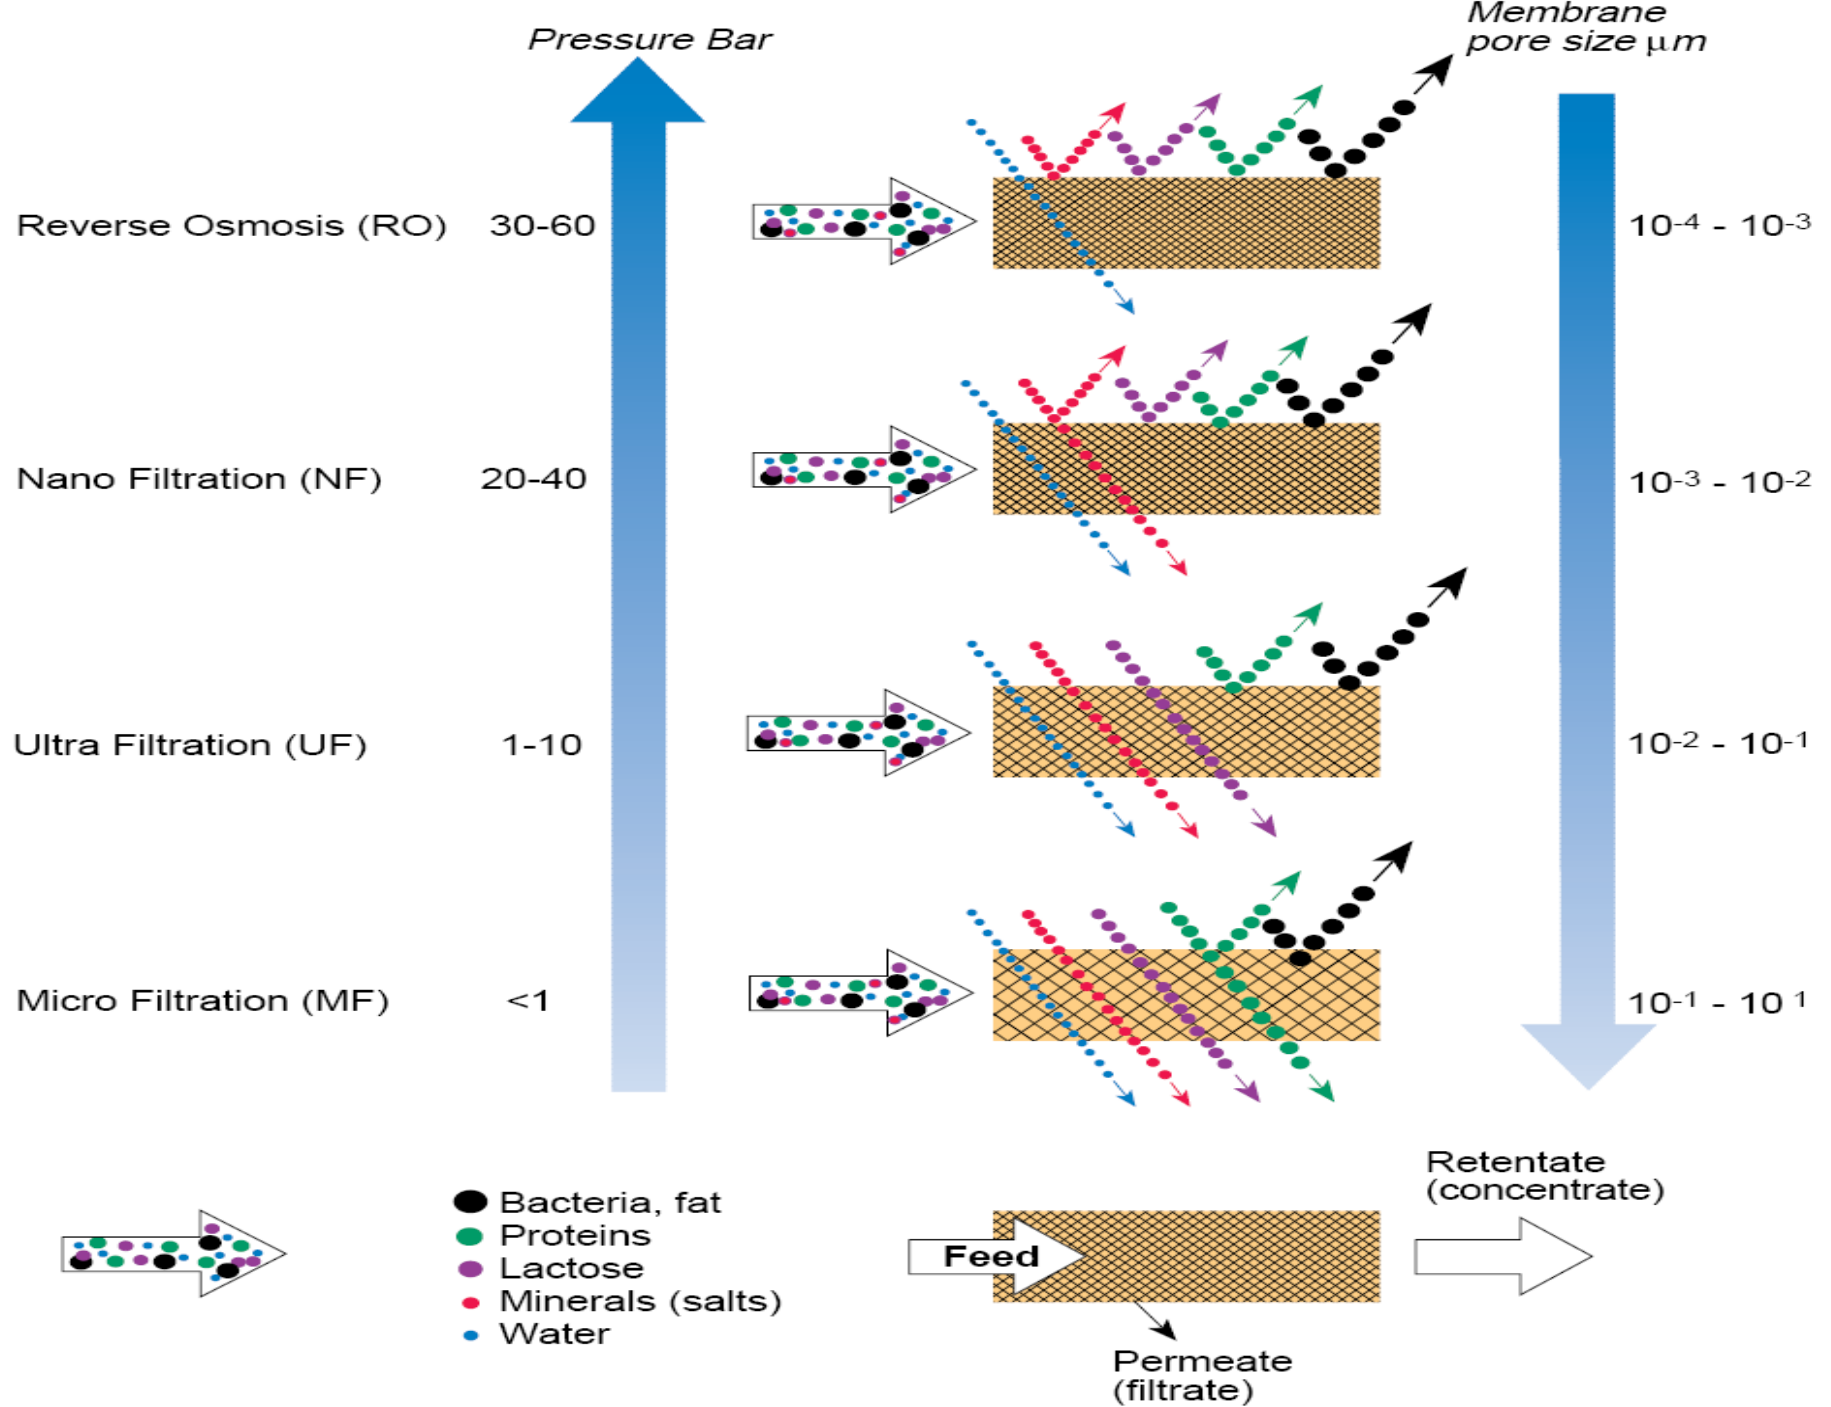 Pressure Bar
Membrane
pore size μm
Reverse Osmosis (RO) 30-60 10-4 - 10-3
Nano Filtration (NF) 20-40 10-3 - 10-2
Ultra Filtration (UF) 1-10 10-2 - 10-1
Micro Filtration (MF) <1 10-1 - 10 1
Bacteria, fat
Proteins
Lactose
Minerals (salts)
Water
Feed
Retentate
(concentrate)
Permeate
(filtrate)